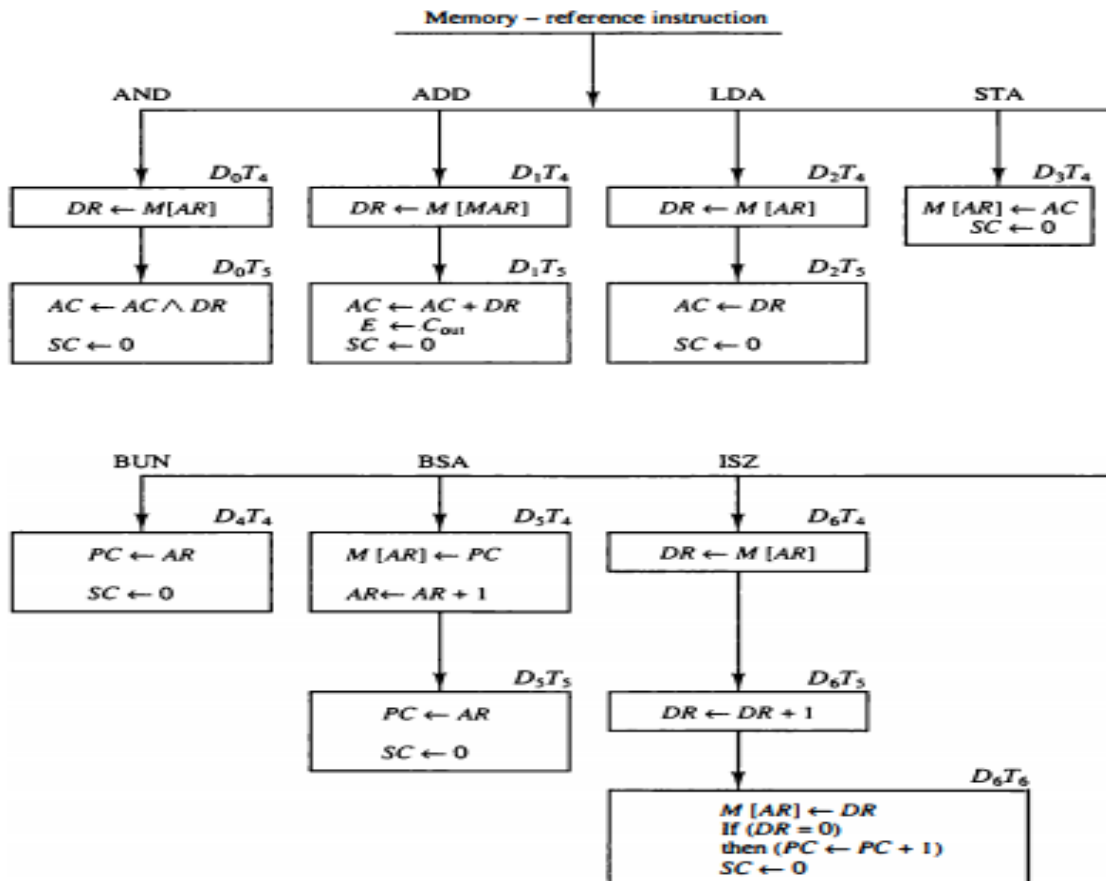 Memory – reference instruction
AND ADD LDA STA
D₀T₄ D₁T₄ D₂T₄ D₃T₄
DR ← M[AR] DR ← M [MAR] DR ← M [AR] M [AR] ← AC
SC ← 0
D₀T₅ D₁T₅ D₂T₅
AC ← AC ∧ DR AC ← AC + DR AC ← DR
E ← Cout
SC ← 0 SC ← 0 SC ← 0
BUN BSA ISZ
D₄T₄ D₅T₄ D₆T₄
PC ← AR M [AR] ← PC DR ← M [AR]
SC ← 0 AR ← AR + 1
D₅T₅ D₆T₅
PC ← AR DR ← DR + 1
SC ← 0
D₆T₆
M [AR] ← DR
If (DR = 0)
then (PC ← PC + 1)
SC ← 0